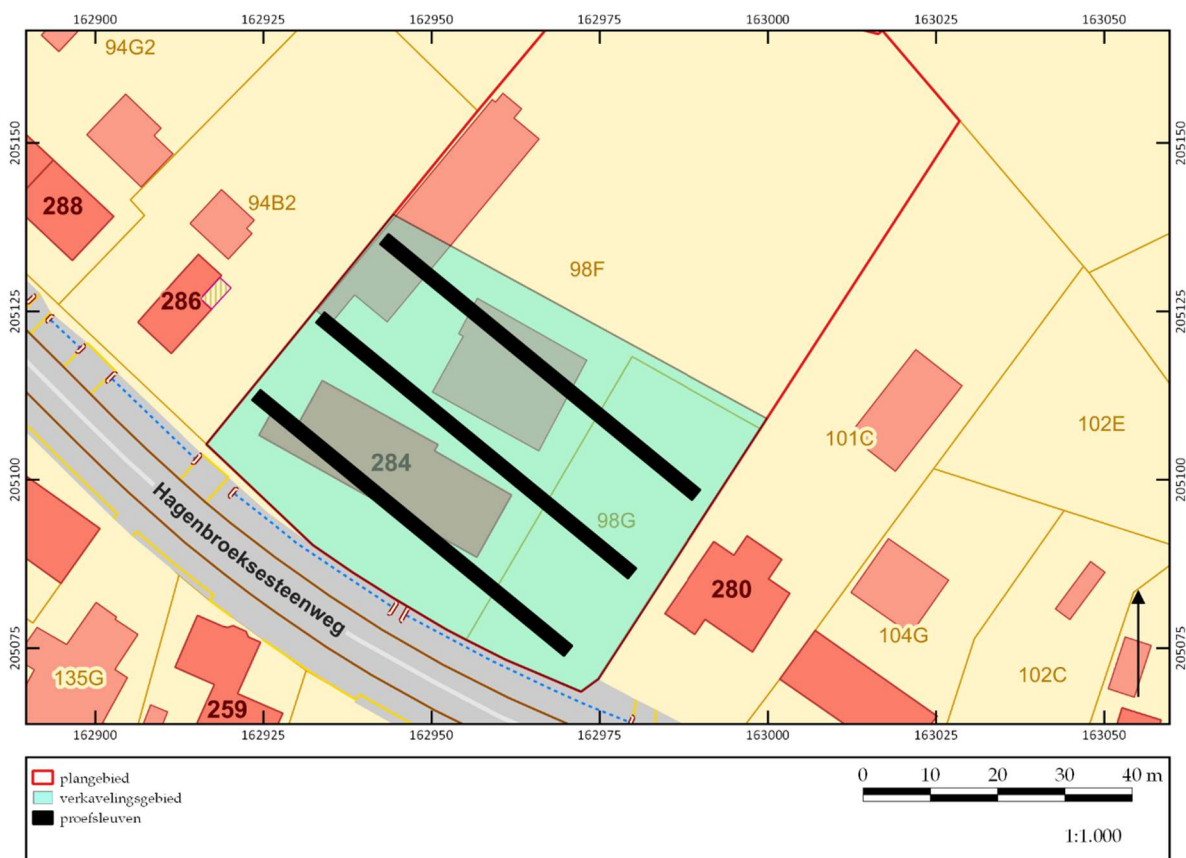 162900 162925 162950 162975 163000 163025 163050
94G2
205150 205150
288
94B2
98F
286
205125 205125
101C
102E
284
205100 205100
98G
Hagenbroeksesteenweg
280
104G
205075 205075
135G
102C
259
162900 162925 162950 162975 163000 163025 163050
plangebied
verkavelingsgebied
proefsleuven
0 10 20 30 40 m
1:1.000